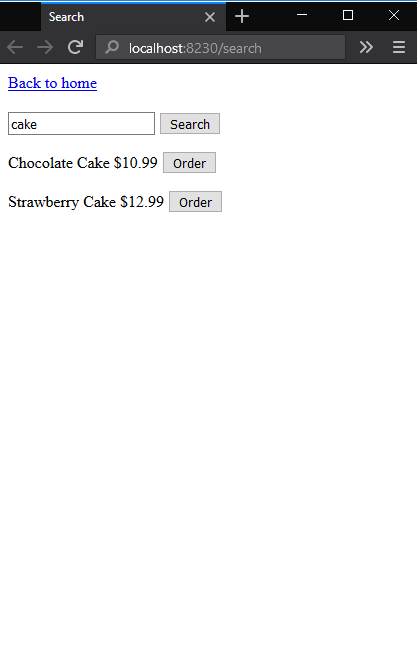 Search
localhost:8230/search
Back to home
cake Search
Chocolate Cake $10.99 Order
Strawberry Cake $12.99 Order